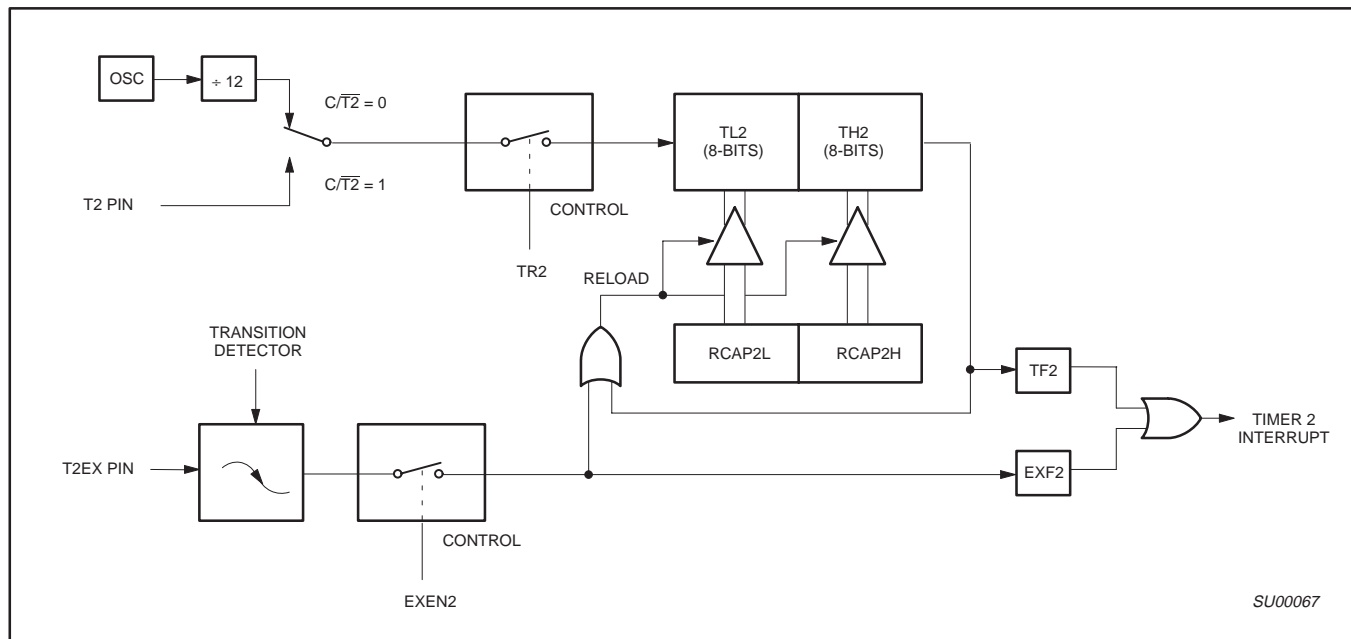 OSC
÷ 12
C/T2 = 0
C/T2 = 1
T2 PIN
CONTROL
TR2
TL2
(8-BITS)
TH2
(8-BITS)
RELOAD
RCAP2L
RCAP2H
TRANSITION
DETECTOR
T2EX PIN
CONTROL
EXEN2
TF2
EXF2
TIMER 2
INTERRUPT
SU00067